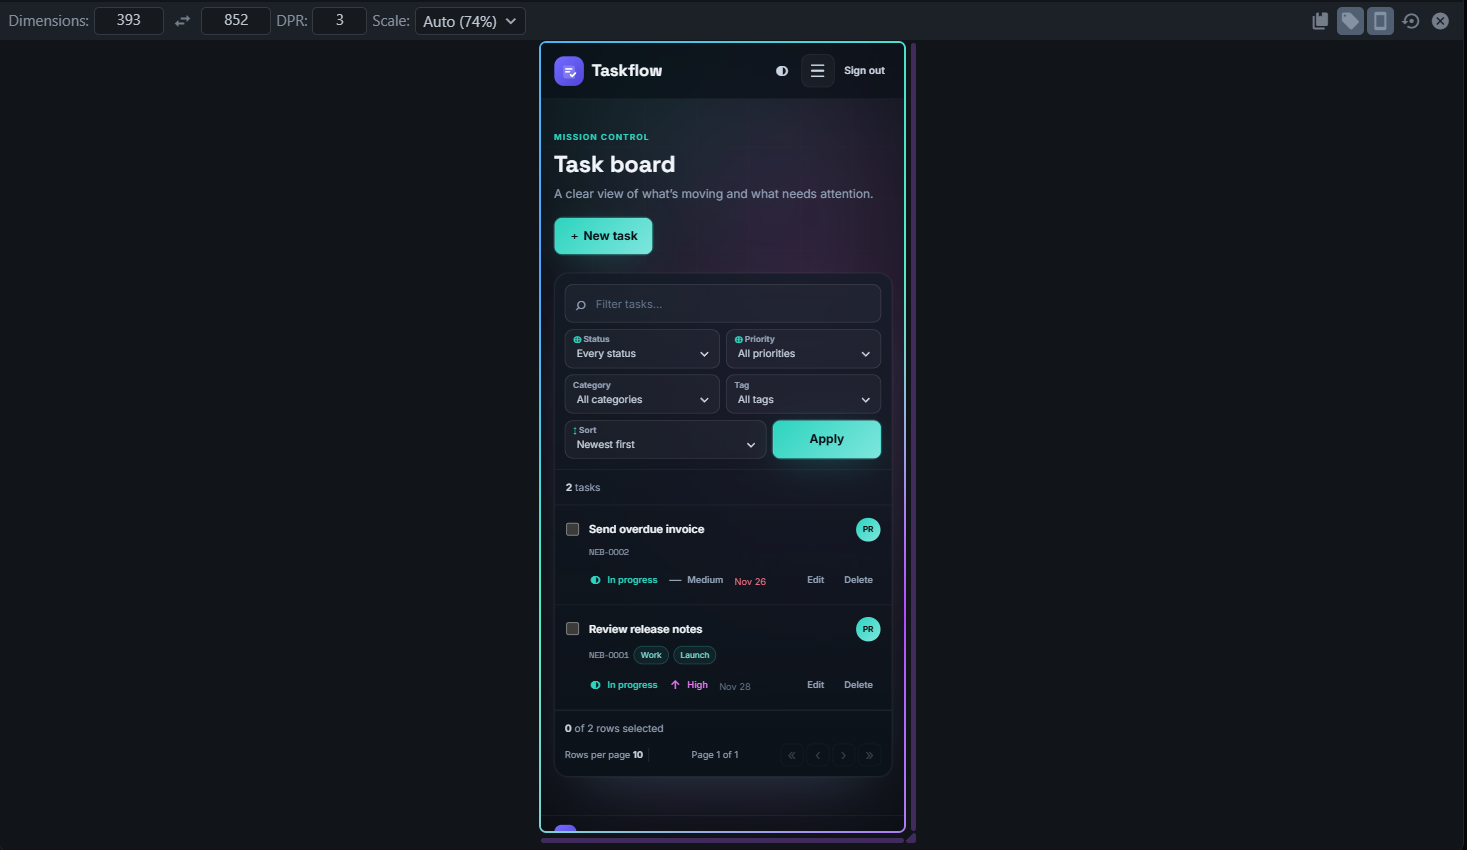 Dimensions: 393 852 DPR: 3 Scale: Auto (74%)
Taskflow Sign out
MISSION CONTROL
Task board
A clear view of what's moving and what needs attention.
+ New task
Filter tasks...
Status Priority
Every status All priorities
Category Tag
All categories All tags
Sort
Newest first
Apply
2 tasks
Send overdue invoice PR
NEB-0002
In progress Medium Nov 26 Edit Delete
Review release notes PR
NEB-0001 Work Launch
In progress High Nov 28 Edit Delete
0 of 2 rows selected
Rows per page 10 Page 1 of 1 « ‹ › »